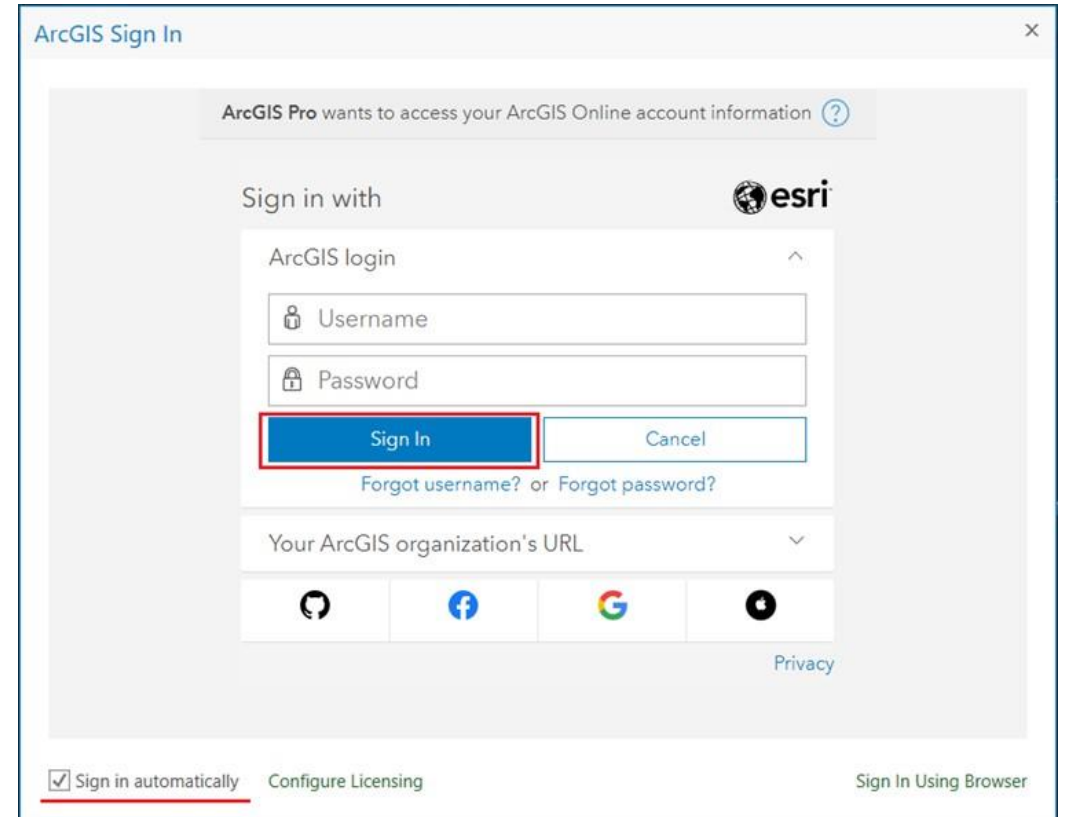 ArcGIS Sign In
ArcGIS Pro wants to access your ArcGIS Online account information ?
Sign in with
esri
ArcGIS login
Username
Password
Sign In Cancel
Forgot username? or Forgot password?
Your ArcGIS organization's URL
Privacy
Sign in automatically Configure Licensing Sign In Using Browser